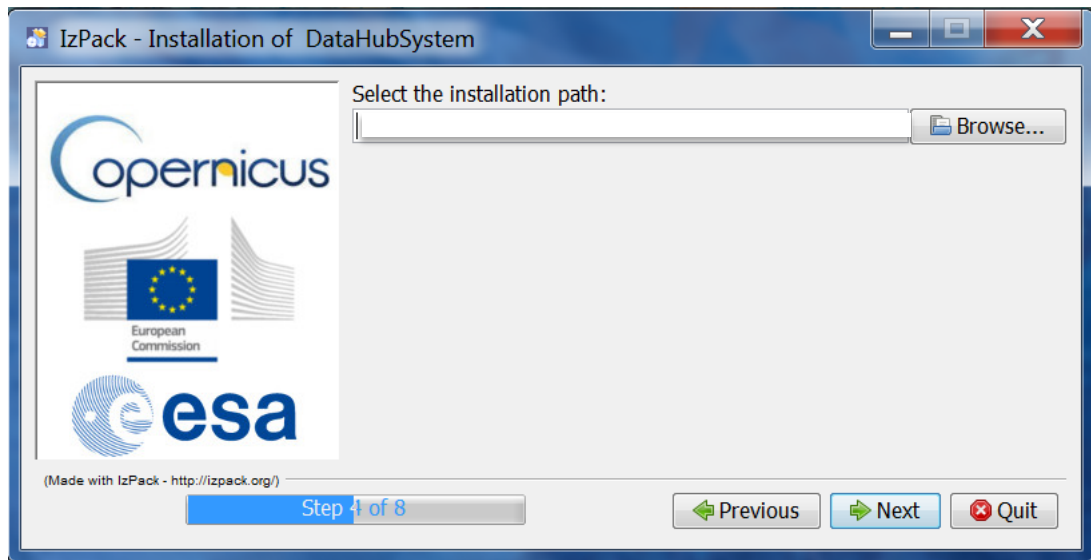 IzPack - Installation of DataHubSystem
Select the installation path:
Browse...
Copernicus
European
Commission
esa
(Made with IzPack - http://izpack.org/)
Step 4 of 8
Previous
Next
Quit